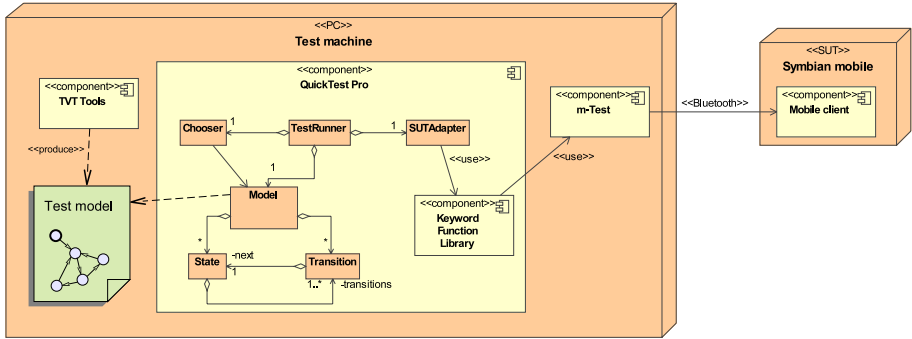 <<PC>>
Test machine
<<component>>
TVT Tools
<<produce>>
Test model
<<component>>
QuickTest Pro
Chooser
1
TestRunner
1
SUTAdapter
1
<<use>>
Model
*
*
State
-next
1
Transition
1..*
-transitions
<<component>>
Keyword
Function
Library
<<use>>
<<component>>
m-Test
<<Bluetooth>>
<<SUT>>
Symbian mobile
<<component>>
Mobile client